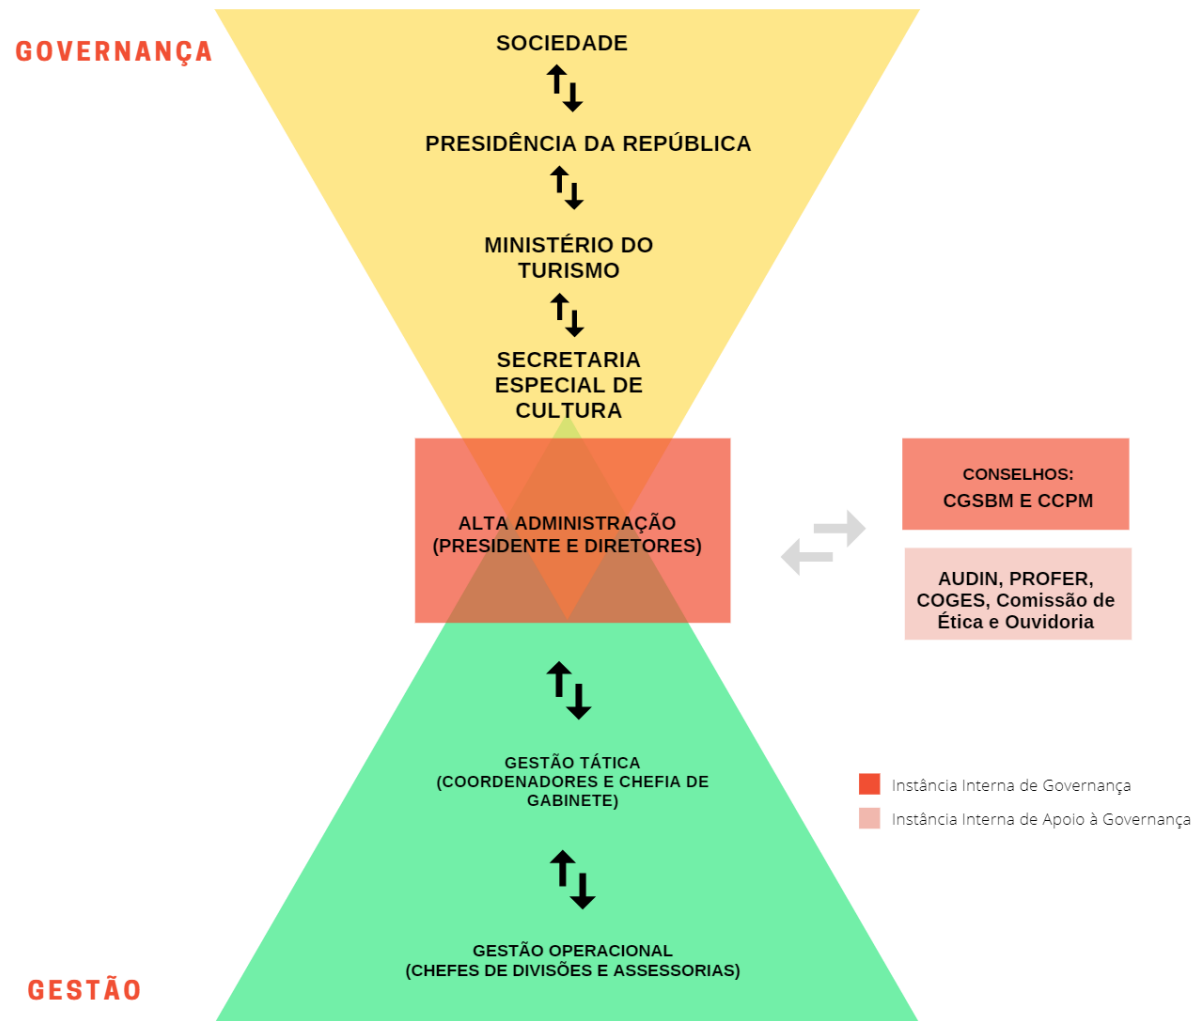 GOVERNANÇA
SOCIEDADE
PRESIDÊNCIA DA REPÚBLICA
MINISTÉRIO DO
TURISMO
SECRETARIA
ESPECIAL DE
CULTURA
ALTA ADMINISTRAÇÃO
(PRESIDENTE E DIRETORES)
CONSELHOS:
CGSBM E CCPM
AUDIN, PROFER,
COGES, Comissão de
Ética e Ouvidoria
GESTÃO TÁTICA
(COORDENADORES E CHEFIA DE
GABINETE)
Instância Interna de Governança
Instância Interna de Apoio à Governança
GESTÃO OPERACIONAL
(CHEFES DE DIVISÕES E ASSESSORIAS)
GESTÃO